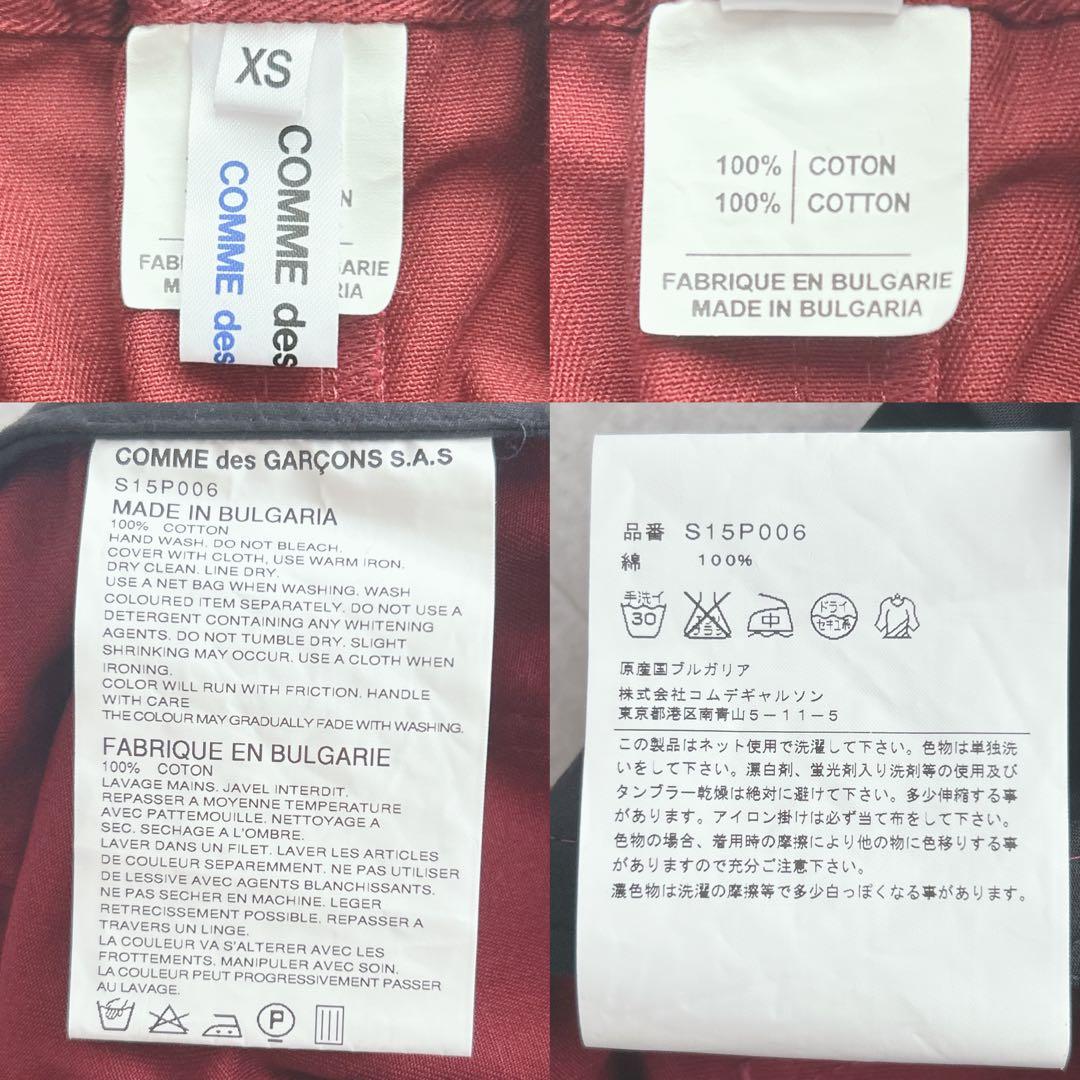 XS
COMME des
COMME des
N
FAB
ARIE
M
RIA
100% COTON
100% COTTON
FABRIQUE EN BULGARIE
MADE IN BULGARIA
COMME des GARÇONS S.A.S
S15P006
MADE IN BULGARIA
100% COTTON
HAND WASH. DO NOT BLEACH.
COVER WITH CLOTH, USE WARM IRON.
DRY CLEAN. LINE DRY.
USE A NET BAG WHEN WASHING. WASH
COLOURED ITEM SEPARATELY. DO NOT USE A
DETERGENT CONTAINING ANY WHITENING
AGENTS. DO NOT TUMBLE DRY. SLIGHT
SHRINKING MAY OCCUR. USE A CLOTH WHEN
IRONING.
COLOR WILL RUN WITH FRICTION. HANDLE
WITH CARE
THE COLOUR MAY GRADUALLY FADE WITH WASHING.
FABRIQUE EN BULGARIE
100% COTON
LAVAGE MAINS. JAVEL INTERDIT.
REPASSER A MOYENNE TEMPERATURE
AVEC PATTEMOUILLE. NETTOYAGE A
SEC. SECHAGE A L'OMBRE.
LAVER DANS UN FILET. LAVER LES ARTICLES
DE COULEUR SEPAREMMENT. NE PAS UTILISER
DE LESSIVE AVEC AGENTS BLANCHISSANTS.
NE PAS SECHER EN MACHINE. LEGER
RETRECISSEMENT POSSIBLE. REPASSER A
TRAVERS UN LINGE.
LA COULEUR VA S'ALTERER AVEC LES
FROTTEMENTS. MANIPULER AVEC SOIN.
LA COULEUR PEUT PROGRESSIVEMENT PASSER
AU LAVAGE.
P
品番 S15P006
綿 100%
手洗イ
30
エンソ
サラシ
中
ドライ
セキユ系
原産国ブルガリア
株式会社コムデギャルソン
東京都港区南青山5-11-5
この製品はネット使用で洗濯して下さい。色物は単独洗
いをして下さい。漂白剤、蛍光剤入り洗剤等の使用及び
タンブラー乾燥は絶対に避けて下さい。多少伸縮する事
があります。アイロン掛けは必ず当て布をして下さい。
色物の場合、着用時の摩擦により他の物に色移りする事
がありますので充分ご注意下さい。
濃色物は洗濯の摩擦等で多少白っぽくなる事があります。